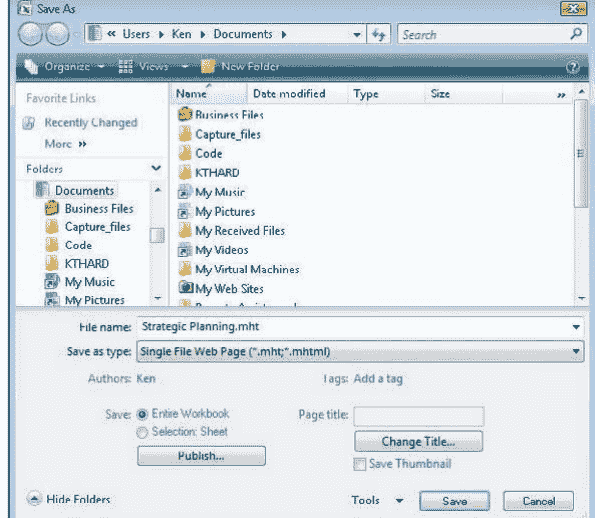 Save As
« Users Ken Documents Search
Organize Views New Folder
Favorite Links
Recently Changed
More »
Folders
Documents
Business Files
Capture_files
Code
KTHARD
My Music
My Pictures
Name Date modified Type Size »
Business Files
Capture_files
Code
KTHARD
My Music
My Pictures
My Received Files
My Videos
My Virtual Machines
My Web Sites
File name: Strategic Planning.mht
Save as type: Single File Web Page (*.mht;*.mhtml)
Authors: Ken Tags: Add a tag
Save: Entire Workbook Page title:
Selection: Sheet
Change Title...
Publish... Save Thumbnail
Hide Folders Tools Save Cancel